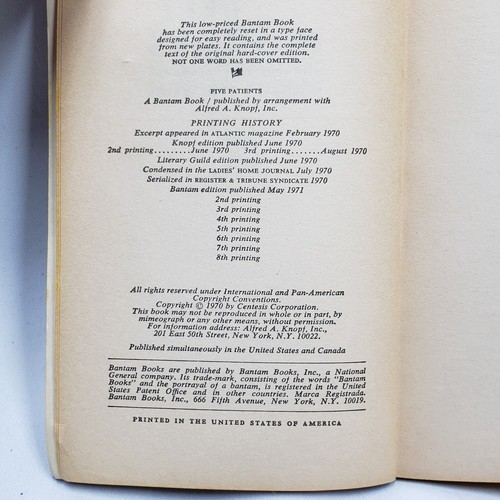 This low-priced Bantam Book
has been completely reset in a type face
designed for easy reading, and was printed
from new plates. It contains the complete
text of the original hard-cover edition.
NOT ONE WORD HAS BEEN OMITTED.
FIVE PATIENTS
A Bantam Book / published by arrangement with
Alfred A. Knopf, Inc.
PRINTING HISTORY
Excerpt appeared in ATLANTIC magazine February 1970
Knopf edition published June 1970
2nd printing.........June 1970 3rd printing.......August 1970
Literary Guild edition published June 1970
Condensed in the LADIES' HOME JOURNAL July 1970
Serialized in REGISTER & TRIBUNE SYNDICATE 1970
Bantam edition published May 1971
2nd printing
3rd printing
4th printing
5th printing
6th printing
7th printing
8th printing
All rights reserved under International and Pan-American
Copyright Conventions.
Copyright © 1970 by Centesis Corporation.
This book may not be reproduced in whole or in part, by
mimeograph or any other means, without permission.
For information address: Alfred A. Knopf, Inc.,
201 East 50th Street, New York, N.Y. 10022.
Published simultaneously in the United States and Canada
Bantam Books are published by Bantam Books, Inc., a National
General company. Its trade-mark, consisting of the words "Bantam
Books" and the portrayal of a bantam, is registered in the United
States Patent Office and in other countries. Marca Registrada.
Bantam Books, Inc., 666 Fifth Avenue, New York, N.Y. 10019.
PRINTED IN THE UNITED STATES OF AMERICA